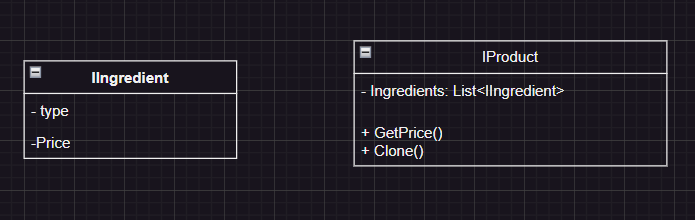 IIngredient
- type
-Price
IProduct
- Ingredients: List<IIngredient>
+ GetPrice()
+ Clone()